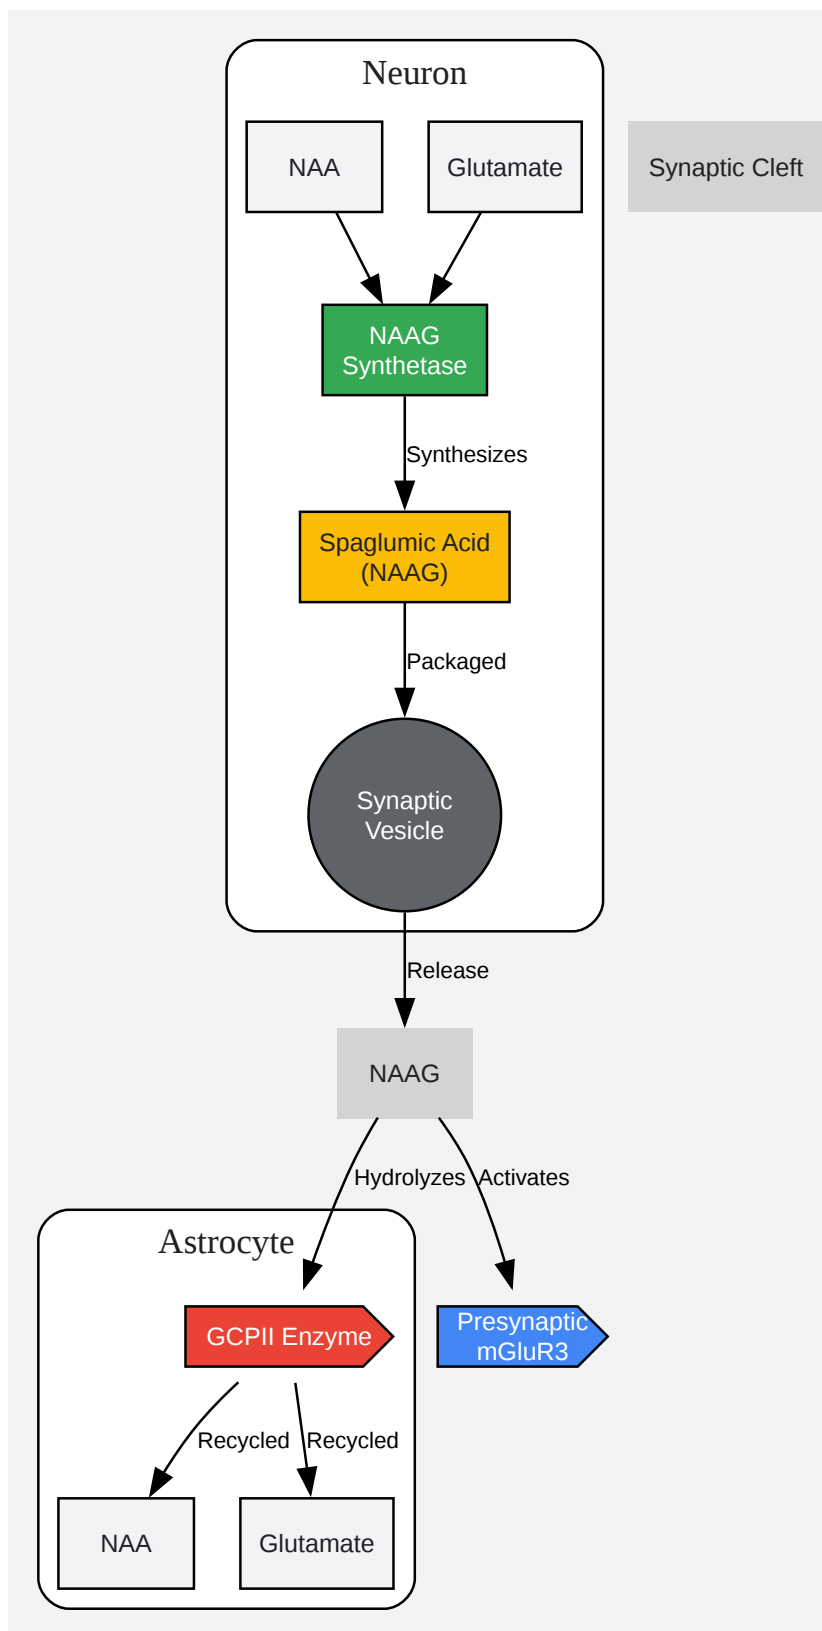 Neuron
NAA
Glutamate
Synaptic Cleft
NAAG
Synthetase
Synthesizes
Spaglumic Acid
(NAAG)
Packaged
Synaptic
Vesicle
Release
NAAG
Hydrolyzes
Activates
Astrocyte
GCPII Enzyme
Presynaptic
mGluR3
Recycled
Recycled
NAA
Glutamate